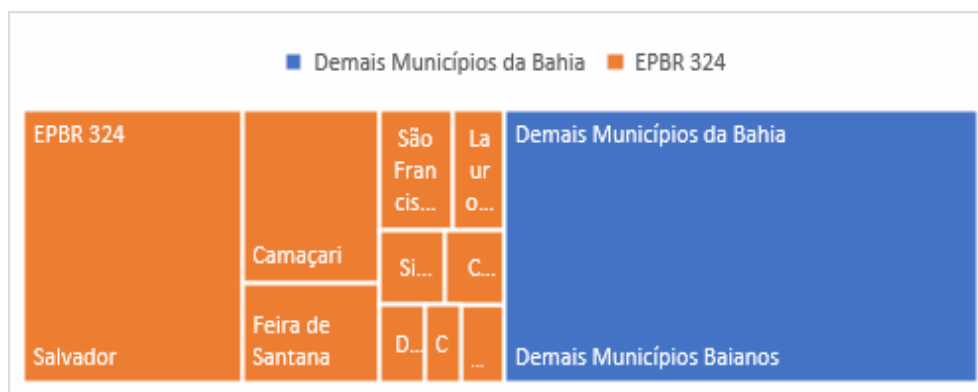 Demais Municípios da Bahia EPBR 324
EPBR 324
Salvador
Camaçari
Feira de
Santana
São
Fran
cis...
La
ur
o...
Si...
C...
D...
C
...
Demais Municípios da Bahia
Demais Municípios Baianos